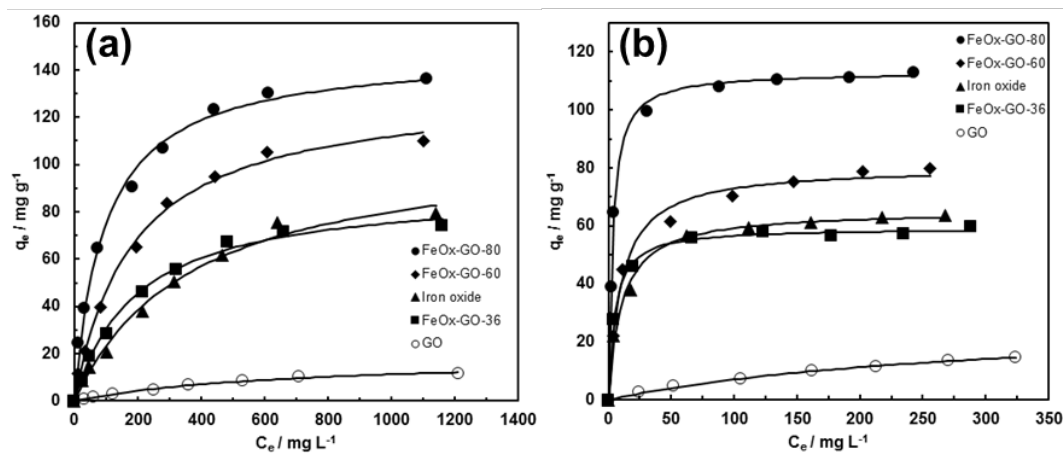 (a)
160
140
120
100
80
60
40
20
0
qₑ / mg g⁻¹
FeOx-GO-80
FeOx-GO-60
Iron oxide
FeOx-GO-36
GO
0 200 400 600 800 1000 1200 1400
Cₑ / mg L⁻¹
(b)
120
100
80
60
40
20
0
qₑ / mg g⁻¹
FeOx-GO-80
FeOx-GO-60
Iron oxide
FeOx-GO-36
GO
0 50 100 150 200 250 300 350
Cₑ / mg L⁻¹